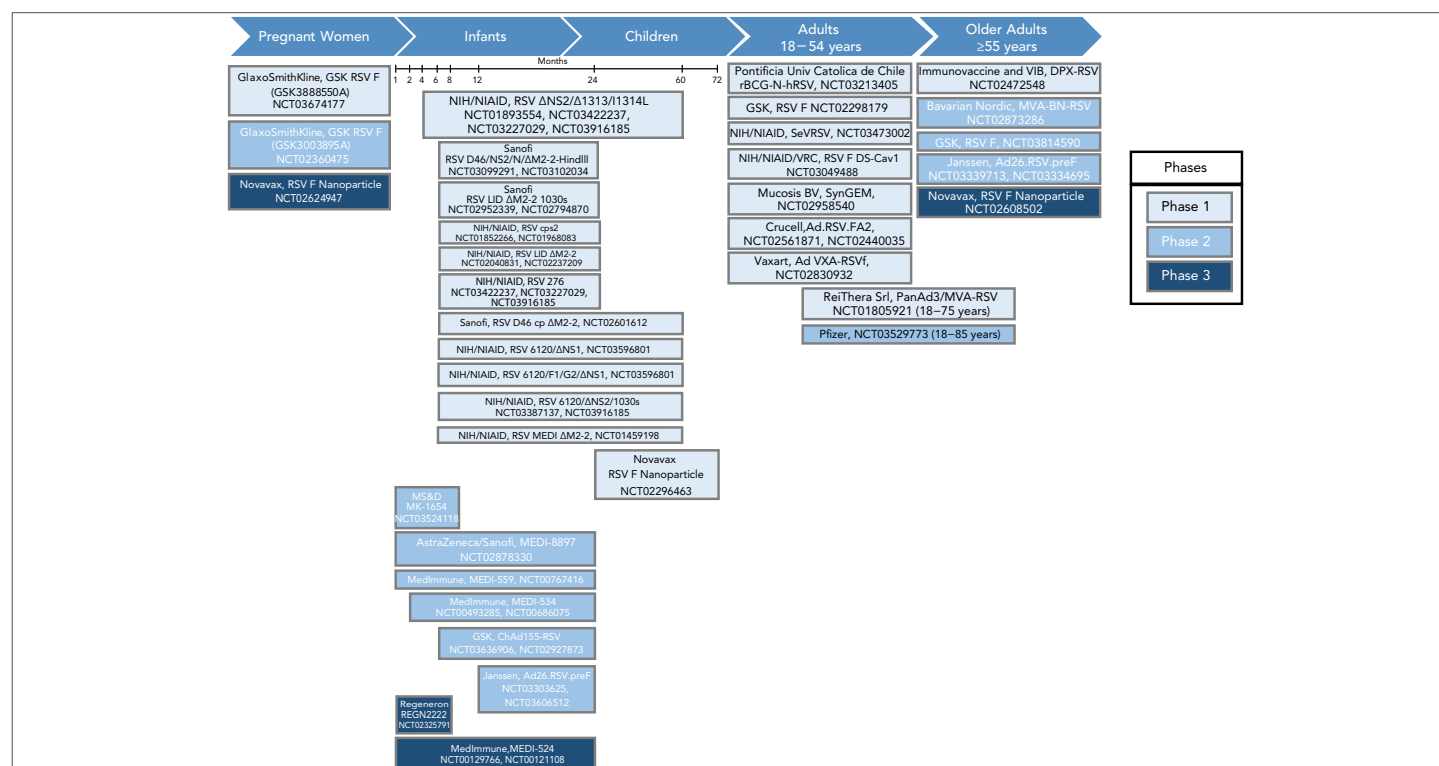 Pregnant Women
Infants
Children
Adults
18–54 years
Older Adults
≥55 years
GlaxoSmithKline, GSK RSV F
(GSK3888550A)
NCT03674177
GlaxoSmithKline, GSK RSV F
(GSK3003895A)
NCT02360475
Novavax, RSV F Nanoparticle
NCT02624947
Months
1 2 4 6 8 12 24 60 72
NIH/NIAID, RSV ΔNS2/Δ1313/I1314L
NCT01893554, NCT03422237,
NCT03227029, NCT03916185
Sanofi
RSV D46/NS2/N/ΔM2-2-HindIII
NCT03099291, NCT03102034
Sanofi
RSV LID ΔM2-2 1030s
NCT02952339, NCT02794870
NIH/NIAID, RSV cps2
NCT01852266, NCT01968083
NIH/NIAID, RSV LID ΔM2-2
NCT02040831, NCT02237209
NIH/NIAID, RSV 276
NCT03422237, NCT03227029,
NCT03916185
Sanofi, RSV D46 cp ΔM2-2, NCT02601612
NIH/NIAID, RSV 6120/ΔNS1, NCT03596801
NIH/NIAID, RSV 6120/F1/G2/ΔNS1, NCT03596801
NIH/NIAID, RSV 6120/ΔNS2/1030s
NCT03387137, NCT03916185
NIH/NIAID, RSV MEDI ΔM2-2, NCT01459198
Novavax
RSV F Nanoparticle
NCT02296463
MS&D
MK-1654
NCT03524118
AstraZeneca/Sanofi, MEDI-8897
NCT02878330
MedImmune, MEDI-559, NCT00767416
MedImmune, MEDI-534
NCT00493285, NCT00686075
GSK, ChAd155-RSV
NCT03636906, NCT02927873
Janssen, Ad26.RSV.preF
NCT03303625,
NCT03606512
Regeneron
REGN2222
NCT02325791
MedImmune,MEDI-524
NCT00129766, NCT00121108
Pontificia Univ Catolica de Chile
rBCG-N-hRSV, NCT03213405
GSK, RSV F NCT02298179
NIH/NIAID, SeVRSV, NCT03473002
NIH/NIAID/VRC, RSV F DS-Cav1
NCT03049488
Mucosis BV, SynGEM,
NCT02958540
Crucell,Ad.RSV.FA2,
NCT02561871, NCT02440035
Vaxart, Ad VXA-RSVf,
NCT02830932
ReiThera Srl, PanAd3/MVA-RSV
NCT01805921 (18–75 years)
Pfizer, NCT03529773 (18–85 years)
Immunovaccine and VIB, DPX-RSV
NCT02472548
Bavarian Nordic, MVA-BN-RSV
NCT02873286
GSK, RSV F, NCT03814590
Janssen, Ad26.RSV.preF
NCT03339713, NCT03334695
Novavax, RSV F Nanoparticle
NCT02608502
Phases
Phase 1
Phase 2
Phase 3